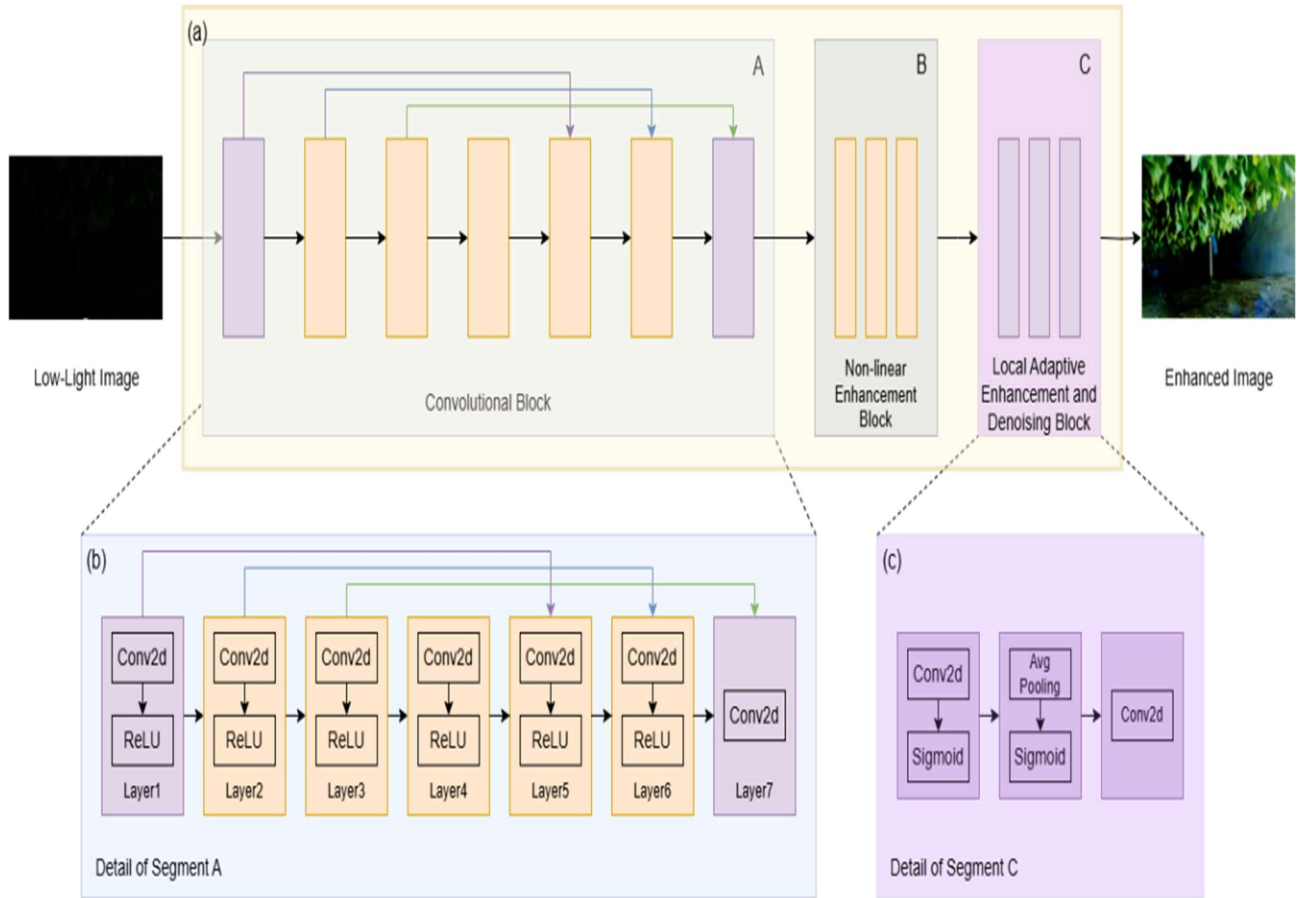 (a)
A
B
C
Low-Light Image
Convolutional Block
Non-linear
Enhancement
Block
Local Adaptive
Enhancement and
Denoising Block
Enhanced Image
(b)
Conv2d
ReLU
Layer1
Conv2d
ReLU
Layer2
Conv2d
ReLU
Layer3
Conv2d
ReLU
Layer4
Conv2d
ReLU
Layer5
Conv2d
ReLU
Layer6
Conv2d
Layer7
Detail of Segment A
(c)
Conv2d
Sigmoid
Avg
Pooling
Sigmoid
Conv2d
Detail of Segment C